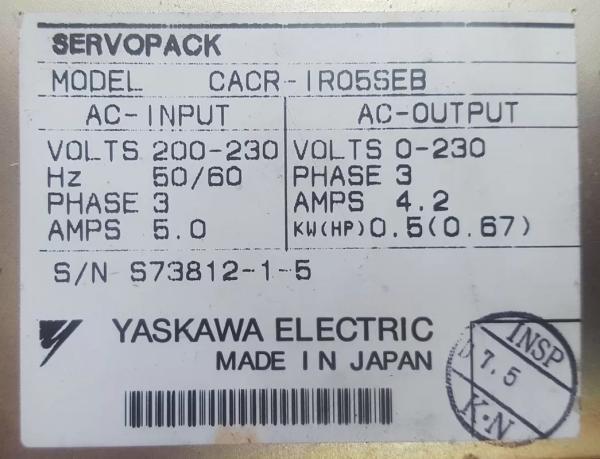 SERVOPACK
MODEL CACR-IR05SEB
AC-INPUT AC-OUTPUT
VOLTS 200-230 VOLTS 0-230
Hz 50/60 PHASE 3
PHASE 3 AMPS 4.2
AMPS 5.0 KW(HP) 0.5(0.67)
S/N S73812-1-5
YASKAWA ELECTRIC
MADE IN JAPAN
INSP
7.5
K.N